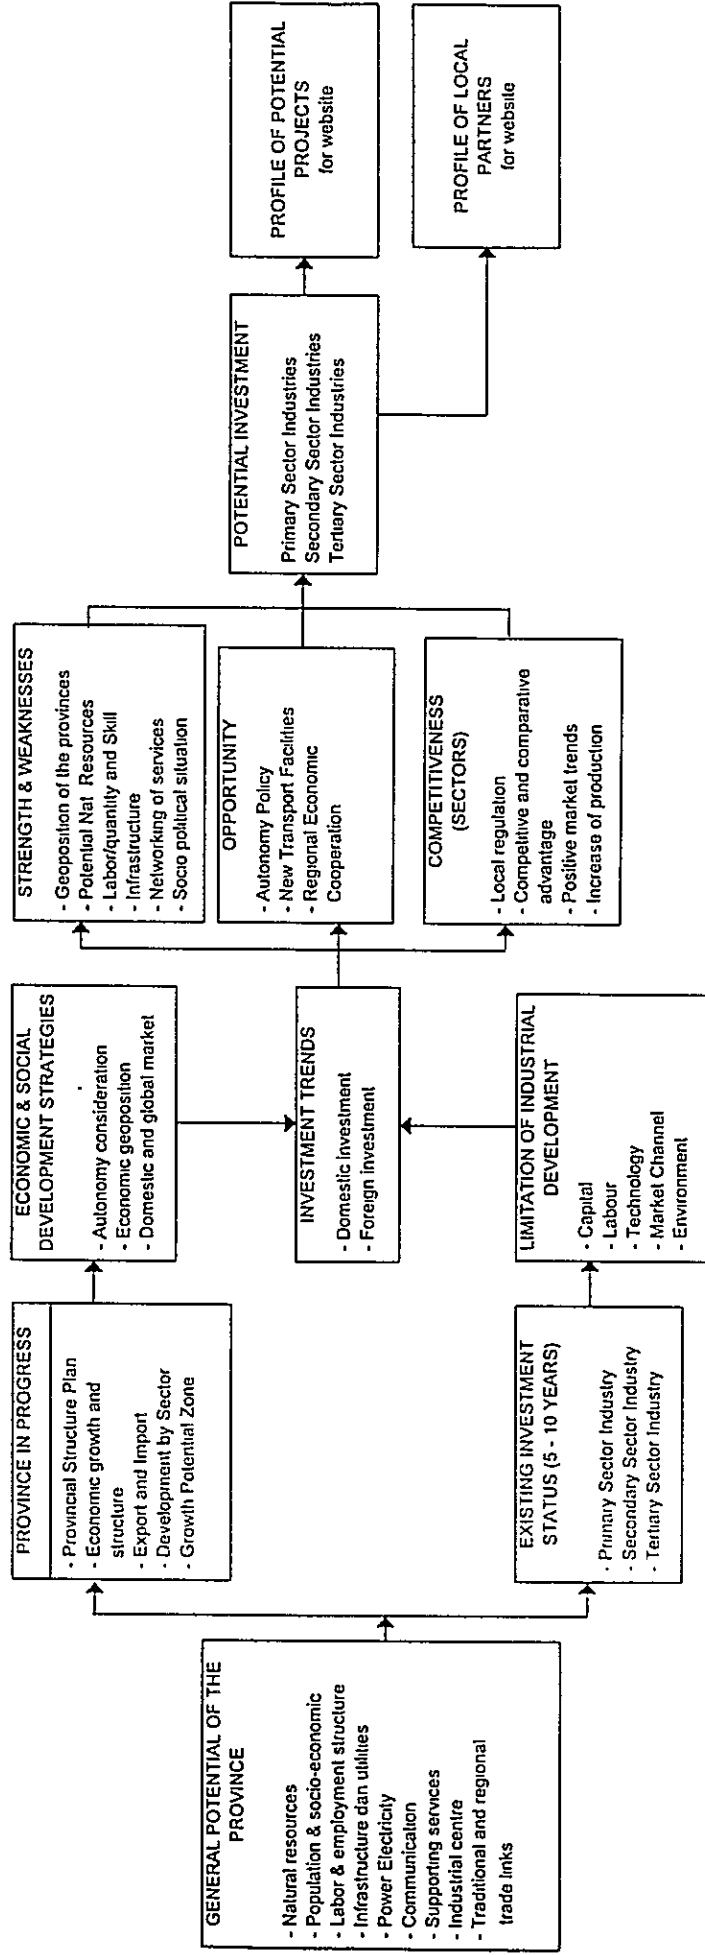 GENERAL POTENTIAL OF THE
PROVINCE
- Natural resources
- Population & socio-economic
- Labor & employment structure
- Infrastructure dan utilities
- Power Electricity
- Communication
- Supporting services
- Industrial centre
- Traditional and regional
trade links
PROVINCE IN PROGRESS
- Provincial Structure Plan
- Economic growth and
structure
- Export and Import
- Development by Sector
- Growth Potential Zone
EXISTING INVESTMENT
STATUS (5 - 10 YEARS)
- Primary Sector Industry
- Secondary Sector Industry
- Tertiary Sector Industry
ECONOMIC & SOCIAL
DEVELOPMENT STRATEGIES
- Autonomy consideration
- Economic geoposition
- Domestic and global market
INVESTMENT TRENDS
- Domestic investment
- Foreign investment
LIMITATION OF INDUSTRIAL
DEVELOPMENT
- Capital
- Labour
- Technology
- Market Channel
- Environment
STRENGTH & WEAKNESSES
- Geoposition of the provinces
- Potential Nat. Resources
- Labor/quantity and Skill
- Infrastructure
- Networking of services
- Socio political situation
OPPORTUNITY
- Autonomy Policy
- New Transport Facilities
- Regional Economic
Cooperation
COMPETITIVENESS
(SECTORS)
- Local regulation
- Competitive and comparative
advantage
- Positive market trends
- Increase of production
POTENTIAL INVESTMENT
Primary Sector Industries
Secondary Sector Industries
Tertiary Sector Industries
PROFILE OF POTENTIAL
PROJECTS
for website
PROFILE OF LOCAL
PARTNERS
for website